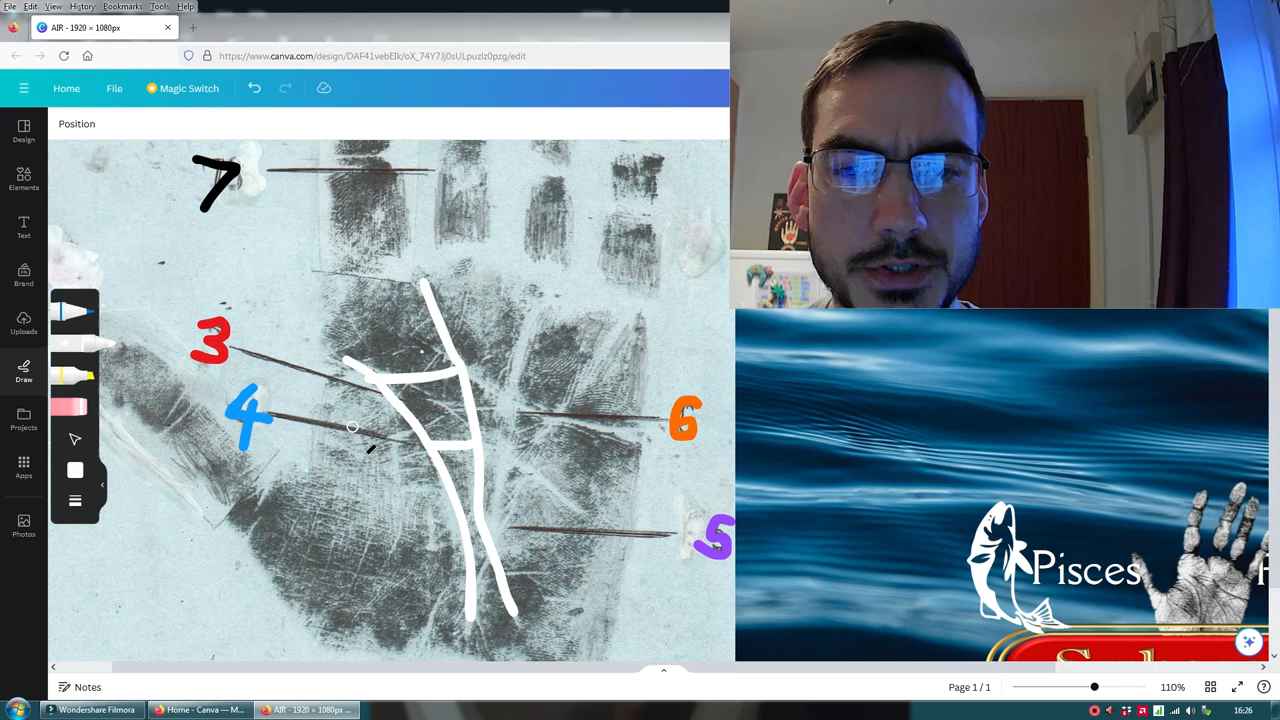 File Edit View History Bookmarks Tools Help
AIR - 1920 × 1080px
https://www.canva.com/design/DAF41vebEIk/oX_74Y7Jj0sULpuzlz0pzg/edit
Home File Magic Switch
Position
Design
Elements
Text
Brand
Uploads
Draw
Projects
Apps
Photos
7
3
4
6
5
Pisces
Notes
Page 1 / 1
110%
Wondershare Filmora
Home - Canva — M...
AIR - 1920 × 1080px ...
16:26